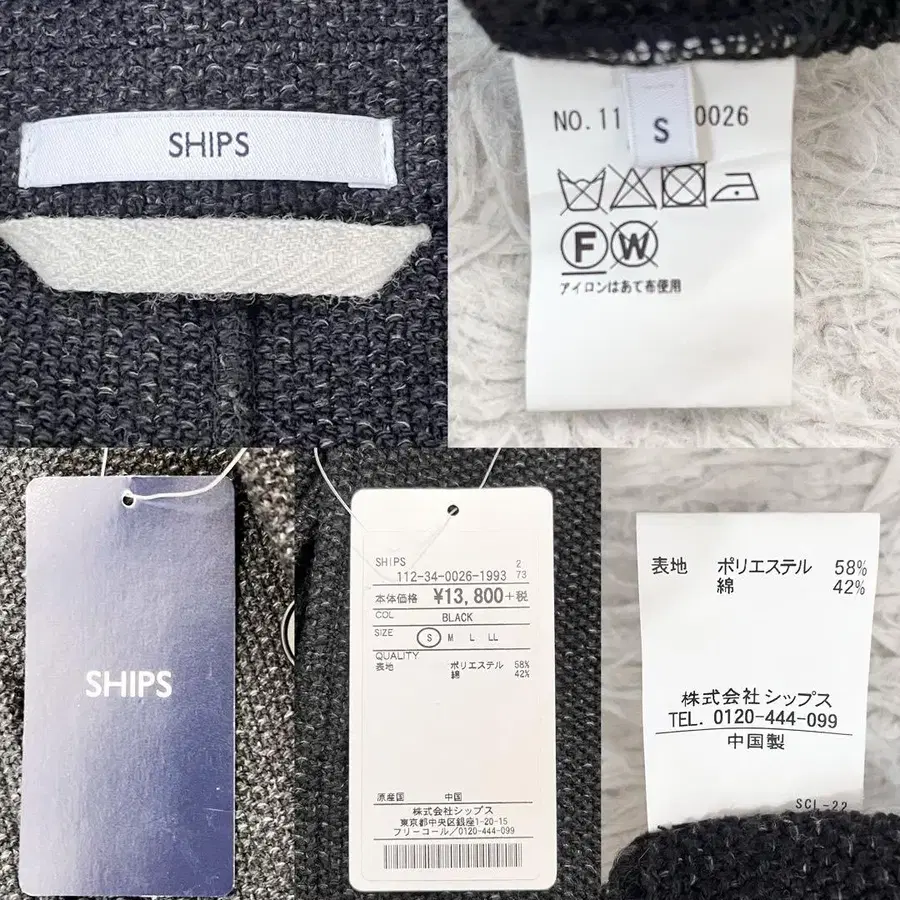 SHIPS
NO.11 0026
S
F
W
アイロンはあて布使用
SHIPS
SHIPS 2
112-34-0026-1993 73
本体価格 ¥13,800+税
COL BLACK
SIZE S M L LL
QUALITY
表地 ポリエステル 58%
綿 42%
原産国 中国
株式会社シップス
東京都中央区銀座1-20-15
フリーコール/0120-444-099
表地 ポリエステル 58%
綿 42%
株式会社シップス
TEL. 0120-444-099
中国製
SCL-22